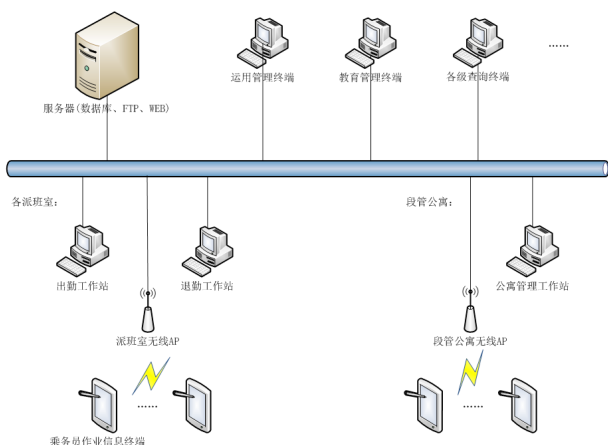 ......
运用管理终端
教育管理终端
各级查询终端
服务器(数据库、FTP、WEB)
各派班室:
段管公寓:
出勤工作站
退勤工作站
公寓管理工作站
派班室无线AP
段管公寓无线AP
......
......
乘务员作业信息终端